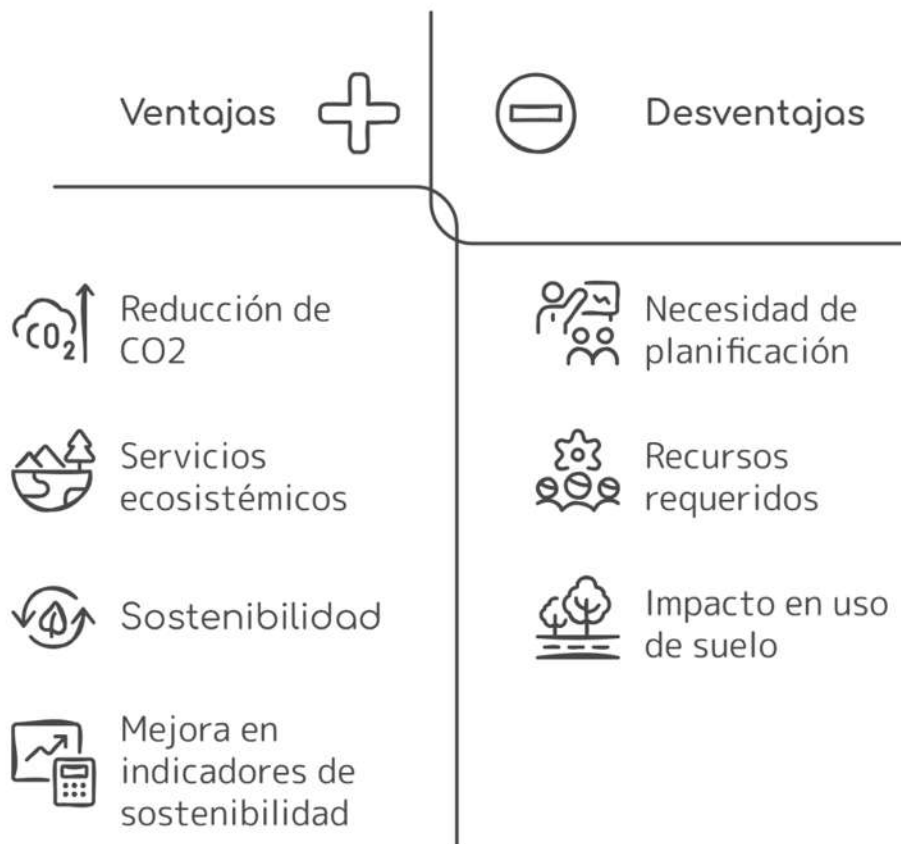 Ventajas
Desventajas
CO2
Reducción de
CO2
Servicios
ecosistémicos
Sostenibilidad
Mejora en
indicadores de
sostenibilidad
Necesidad de
planificación
Recursos
requeridos
Impacto en uso
de suelo